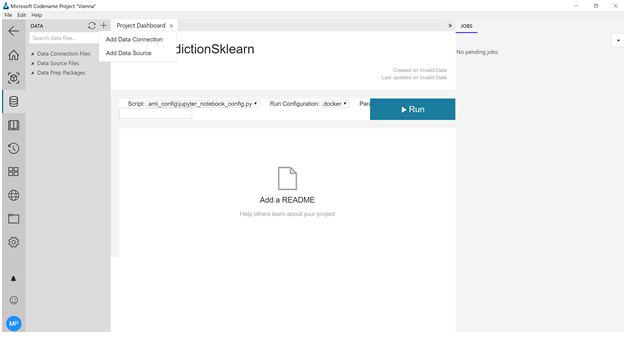 Microsoft Codename Project "Vienna"
File Edit Help
DATA
Search data files...
Data Connection Files
Data Source Files
Data Prep Packages
Project Dashboard ×
Add Data Connection
Add Data Source
dictionSklearn
Created on Invalid Date
Last updated on Invalid Date
Script: aml_config\jupyter_notebook_config.py Run Configuration: docker Para
Run
Add a README
Help others learn about your project
JOBS
No pending jobs.
MP